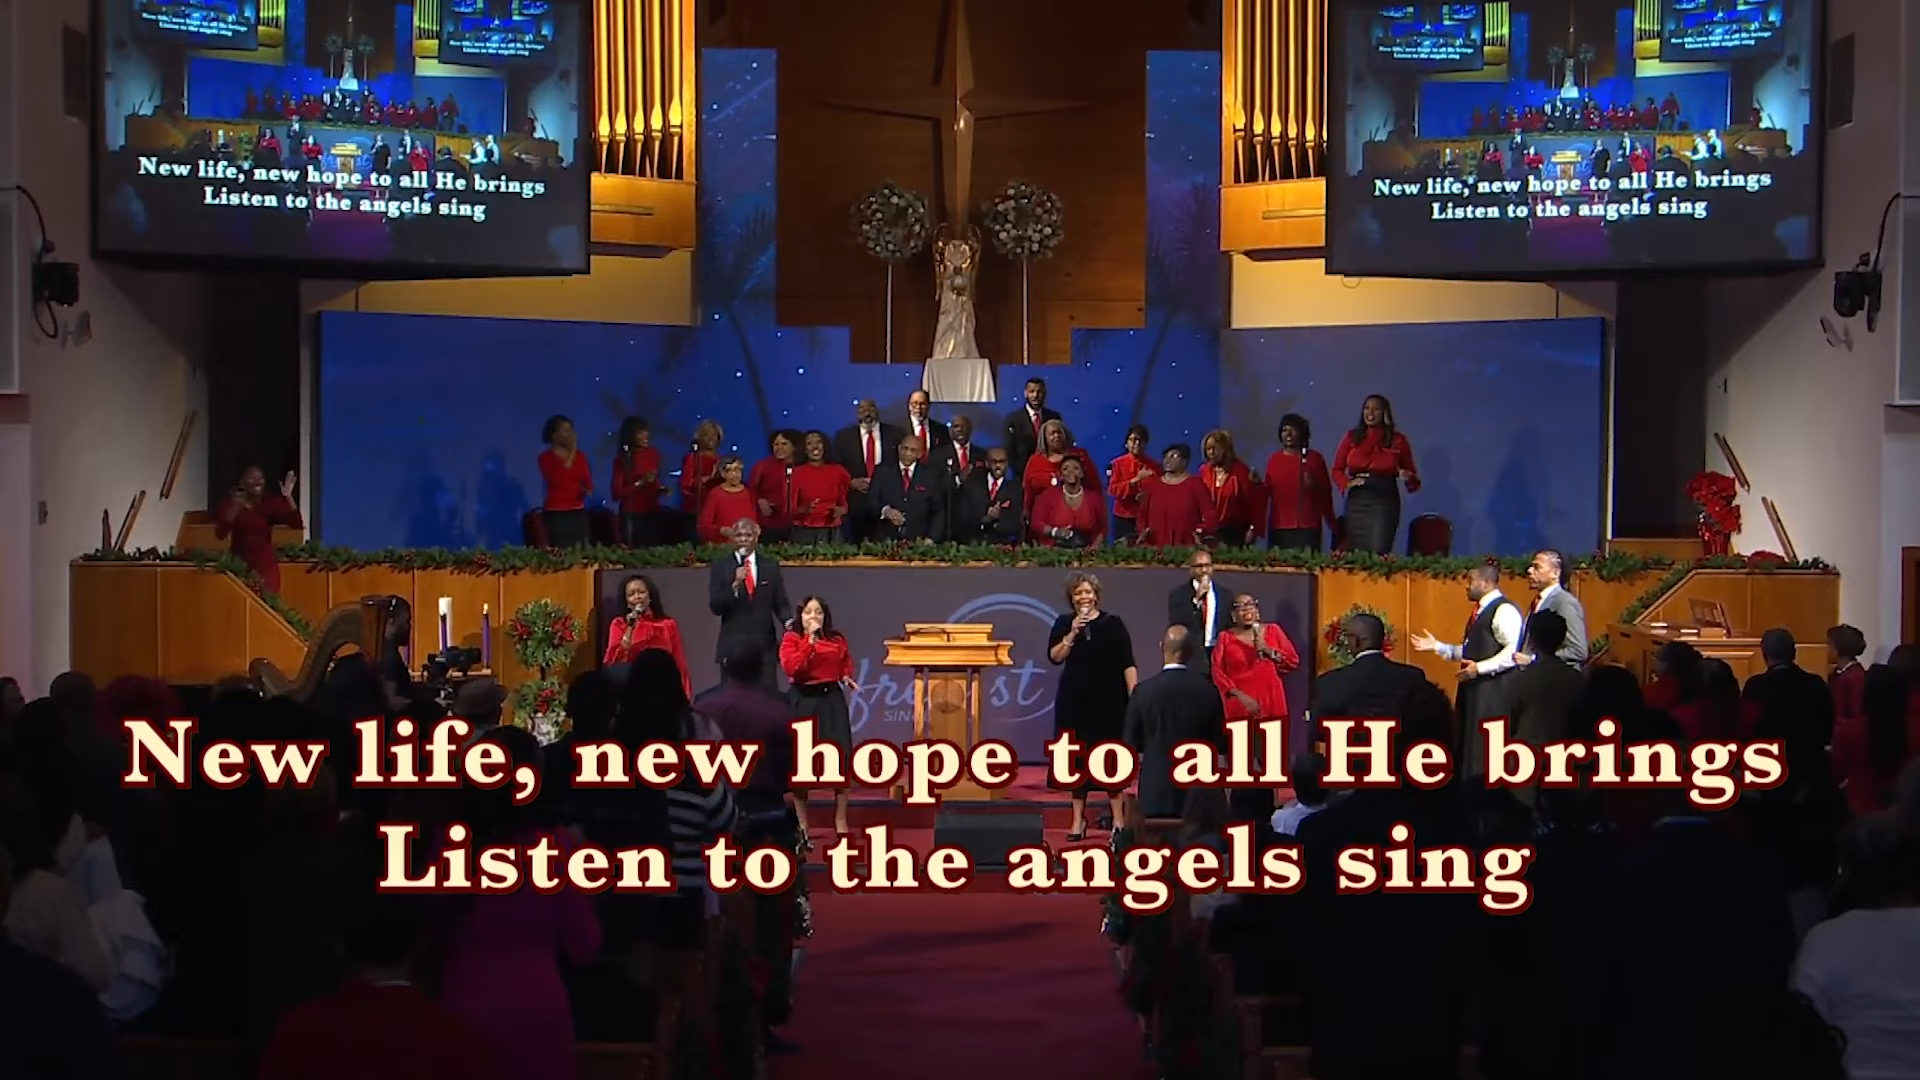 New life, new hope to all He brings
Listen to the angels sing
New life, new hope to all He brings
Listen to the angels sing
New life, new hope to all He brings
Listen to the angels sing